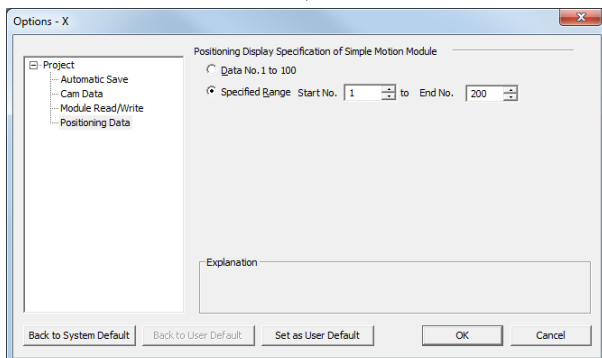 Options - X
Project
Automatic Save
Cam Data
Module Read/Write
Positioning Data
Positioning Display Specification of Simple Motion Module
Data No.1 to 100
Specified Range Start No. 1 to End No. 200
Explanation
Back to System Default Back to User Default Set as User Default OK Cancel